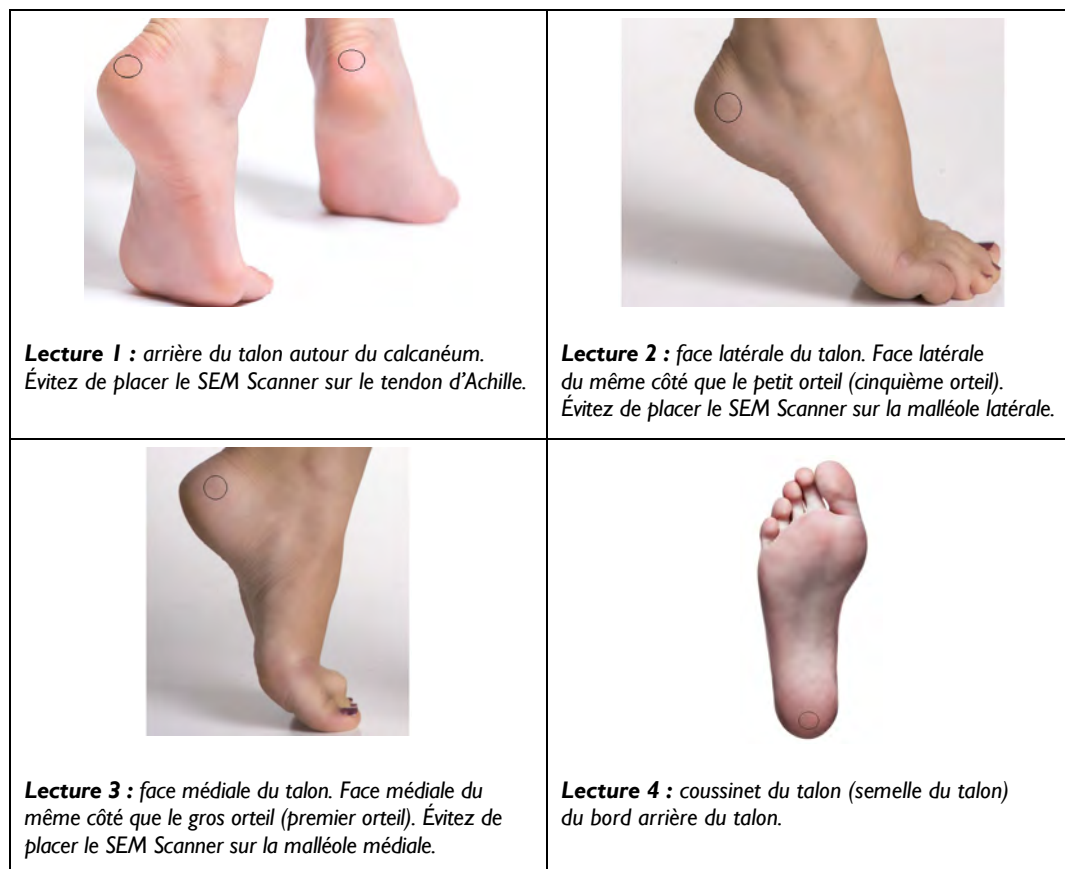 Lecture 1 : arrière du talon autour du calcanéum.
Évitez de placer le SEM Scanner sur le tendon d'Achille.
Lecture 2 : face latérale du talon. Face latérale
du même côté que le petit orteil (cinquième orteil).
Évitez de placer le SEM Scanner sur la malléole latérale.
Lecture 3 : face médiale du talon. Face médiale du
même côté que le gros orteil (premier orteil). Évitez de
placer le SEM Scanner sur la malléole médiale.
Lecture 4 : coussinet du talon (semelle du talon)
du bord arrière du talon.